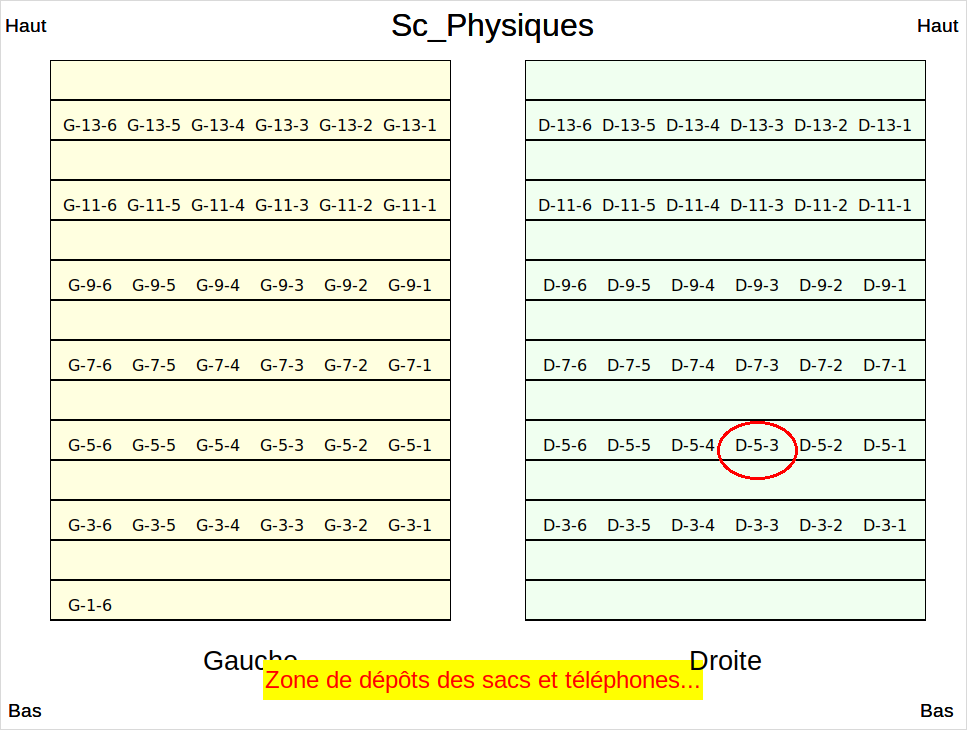 Haut Sc_Physiques Haut
G-13-6 G-13-5 G-13-4 G-13-3 G-13-2 G-13-1 D-13-6 D-13-5 D-13-4 D-13-3 D-13-2 D-13-1
G-11-6 G-11-5 G-11-4 G-11-3 G-11-2 G-11-1 D-11-6 D-11-5 D-11-4 D-11-3 D-11-2 D-11-1
G-9-6 G-9-5 G-9-4 G-9-3 G-9-2 G-9-1 D-9-6 D-9-5 D-9-4 D-9-3 D-9-2 D-9-1
G-7-6 G-7-5 G-7-4 G-7-3 G-7-2 G-7-1 D-7-6 D-7-5 D-7-4 D-7-3 D-7-2 D-7-1
G-5-6 G-5-5 G-5-4 G-5-3 G-5-2 G-5-1 D-5-6 D-5-5 D-5-4 D-5-3 D-5-2 D-5-1
G-3-6 G-3-5 G-3-4 G-3-3 G-3-2 G-3-1 D-3-6 D-3-5 D-3-4 D-3-3 D-3-2 D-3-1
G-1-6
Gauche Droite
Zone de dépôts des sacs et téléphones...
Bas Bas